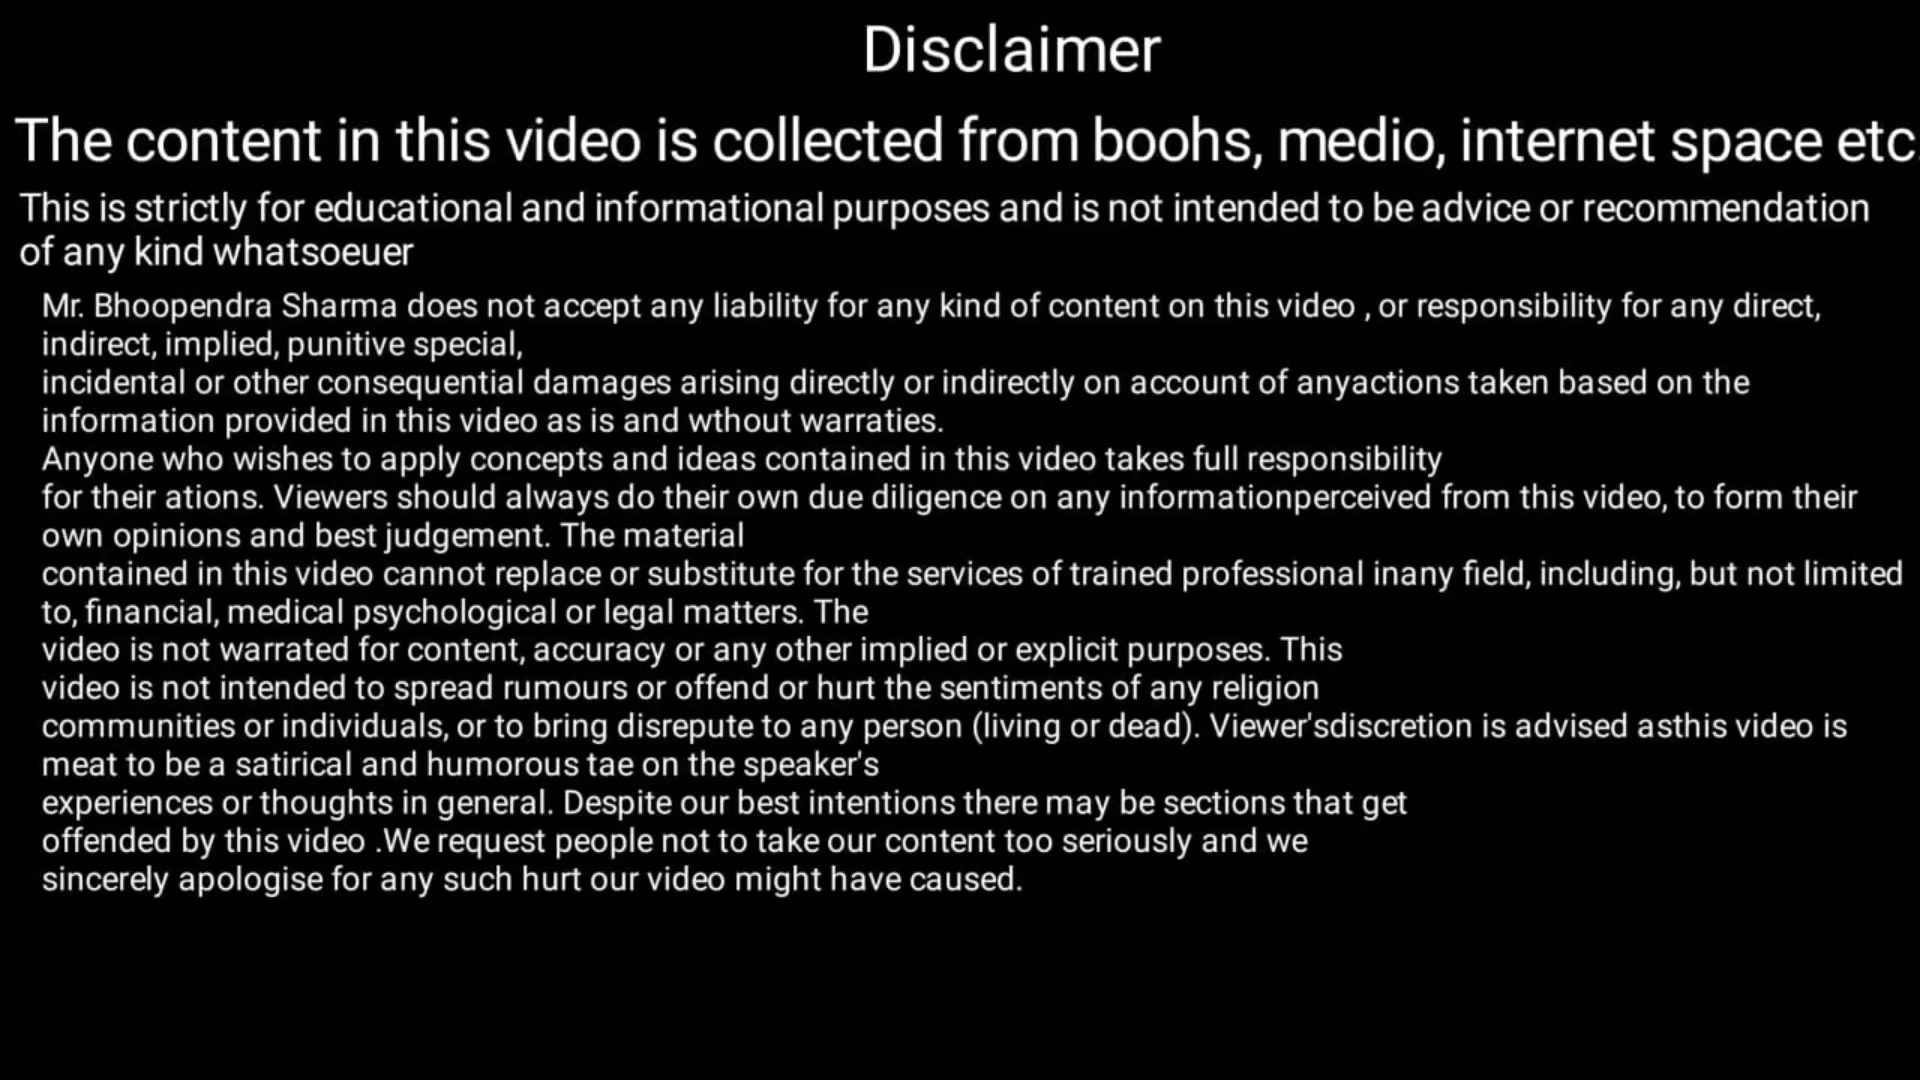 Disclaimer
The content in this video is collected from boohs, medio, internet space etc.
This is strictly for educational and informational purposes and is not intended to be advice or recommendation
of any kind whatsoeuer
Mr. Bhoopendra Sharma does not accept any liability for any kind of content on this video , or responsibility for any direct,
indirect, implied, punitive special,
incidental or other consequential damages arising directly or indirectly on account of anyactions taken based on the
information provided in this video as is and wthout warraties.
Anyone who wishes to apply concepts and ideas contained in this video takes full responsibility
for their ations. Viewers should always do their own due diligence on any informationperceived from this video, to form their
own opinions and best judgement. The material
contained in this video cannot replace or substitute for the services of trained professional inany field, including, but not limited
to, financial, medical psychological or legal matters. The
video is not warrated for content, accuracy or any other implied or explicit purposes. This
video is not intended to spread rumours or offend or hurt the sentiments of any religion
communities or individuals, or to bring disrepute to any person (living or dead). Viewer'sdiscretion is advised asthis video is
meat to be a satirical and humorous tae on the speaker's
experiences or thoughts in general. Despite our best intentions there may be sections that get
offended by this video .We request people not to take our content too seriously and we
sincerely apologise for any such hurt our video might have caused.